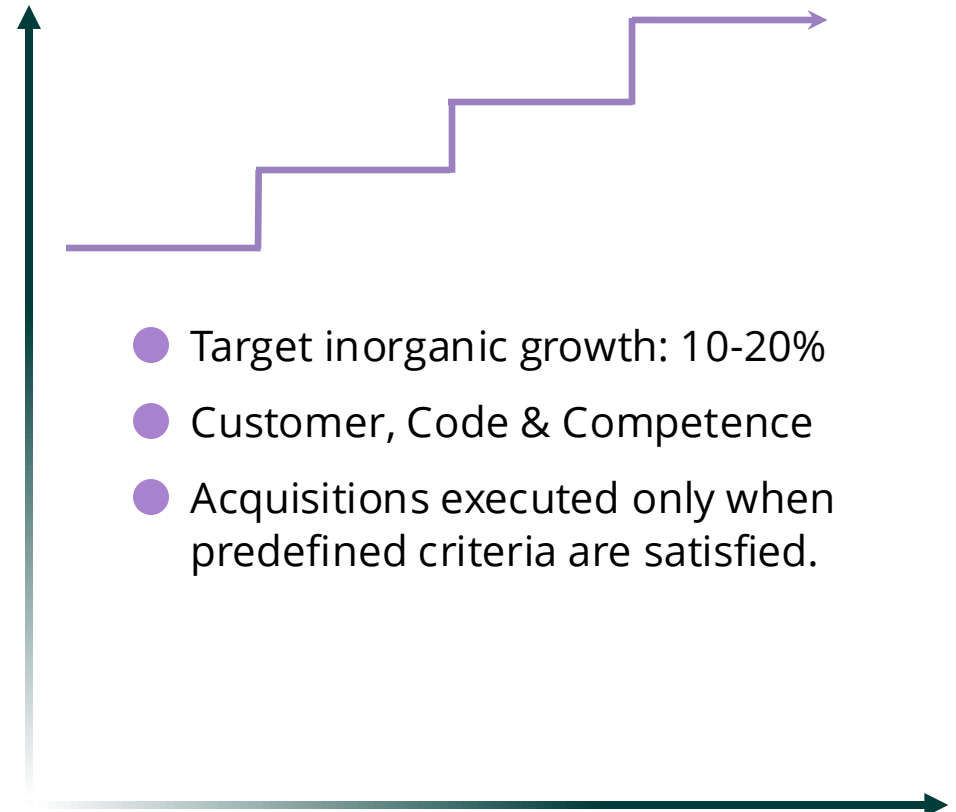 Target inorganic growth: 10-20%
Customer, Code & Competence
Acquisitions executed only when
predefined criteria are satisfied.